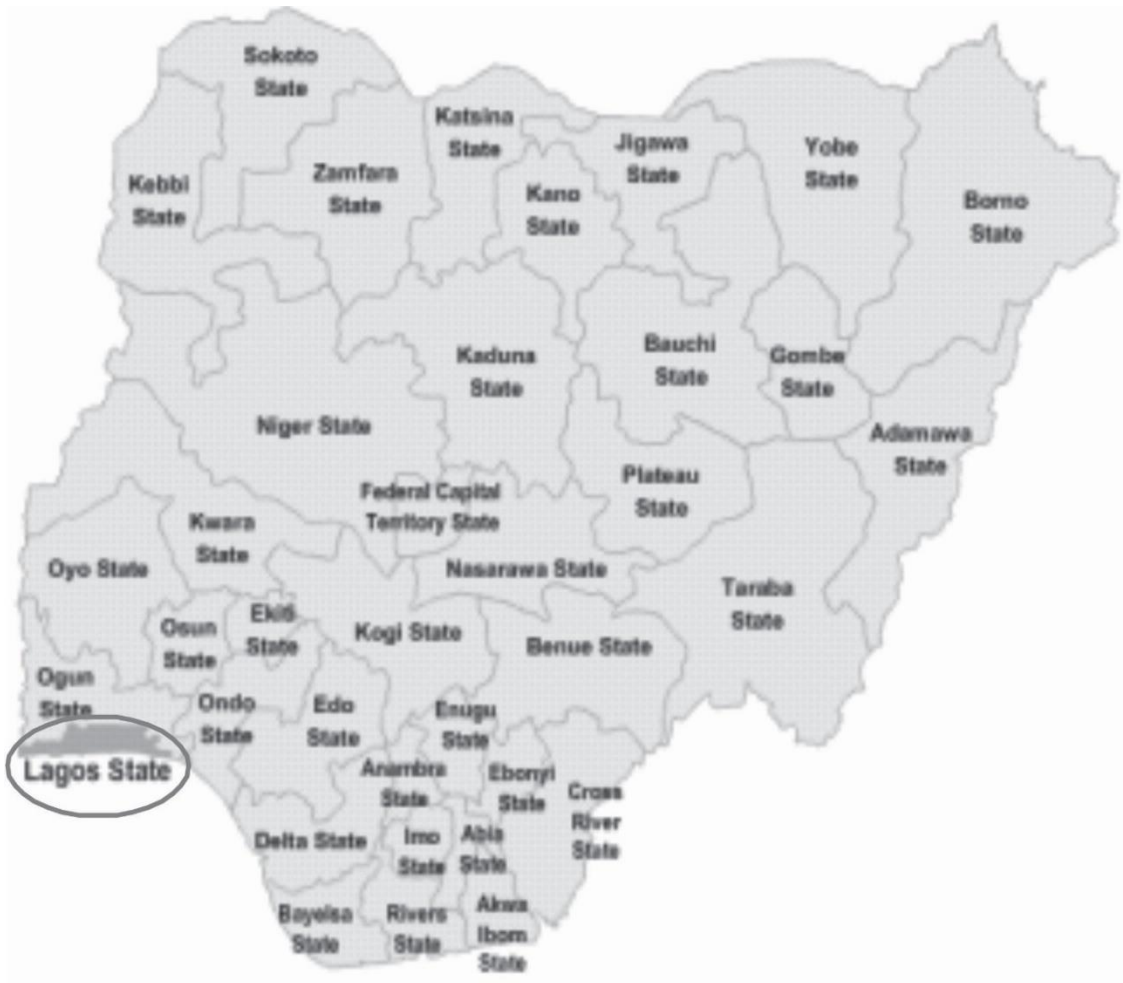 Sokoto
State
Katsina
State
Jigawa
State
Yobe
State
Kebbi
State
Zamfara
State
Kano
State
Borno
State
Kaduna
State
Bauchi
State
Gombe
State
Niger State
Adamawa
State
Federal Capital
Territory State
Plateau
State
Kwara
State
Oyo State
Nasarawa State
Taraba
State
Osun
State
Ekiti
State
Kogi State
Benue State
Ogun
State
Ondo
State
Edo
State
Enugu
State
Lagos State
Anambra
State
Ebonyi
State
Cross
River
State
Delta State
Imo
State
Abia
State
Bayelsa
State
Rivers
State
Akwa
Ibom
State